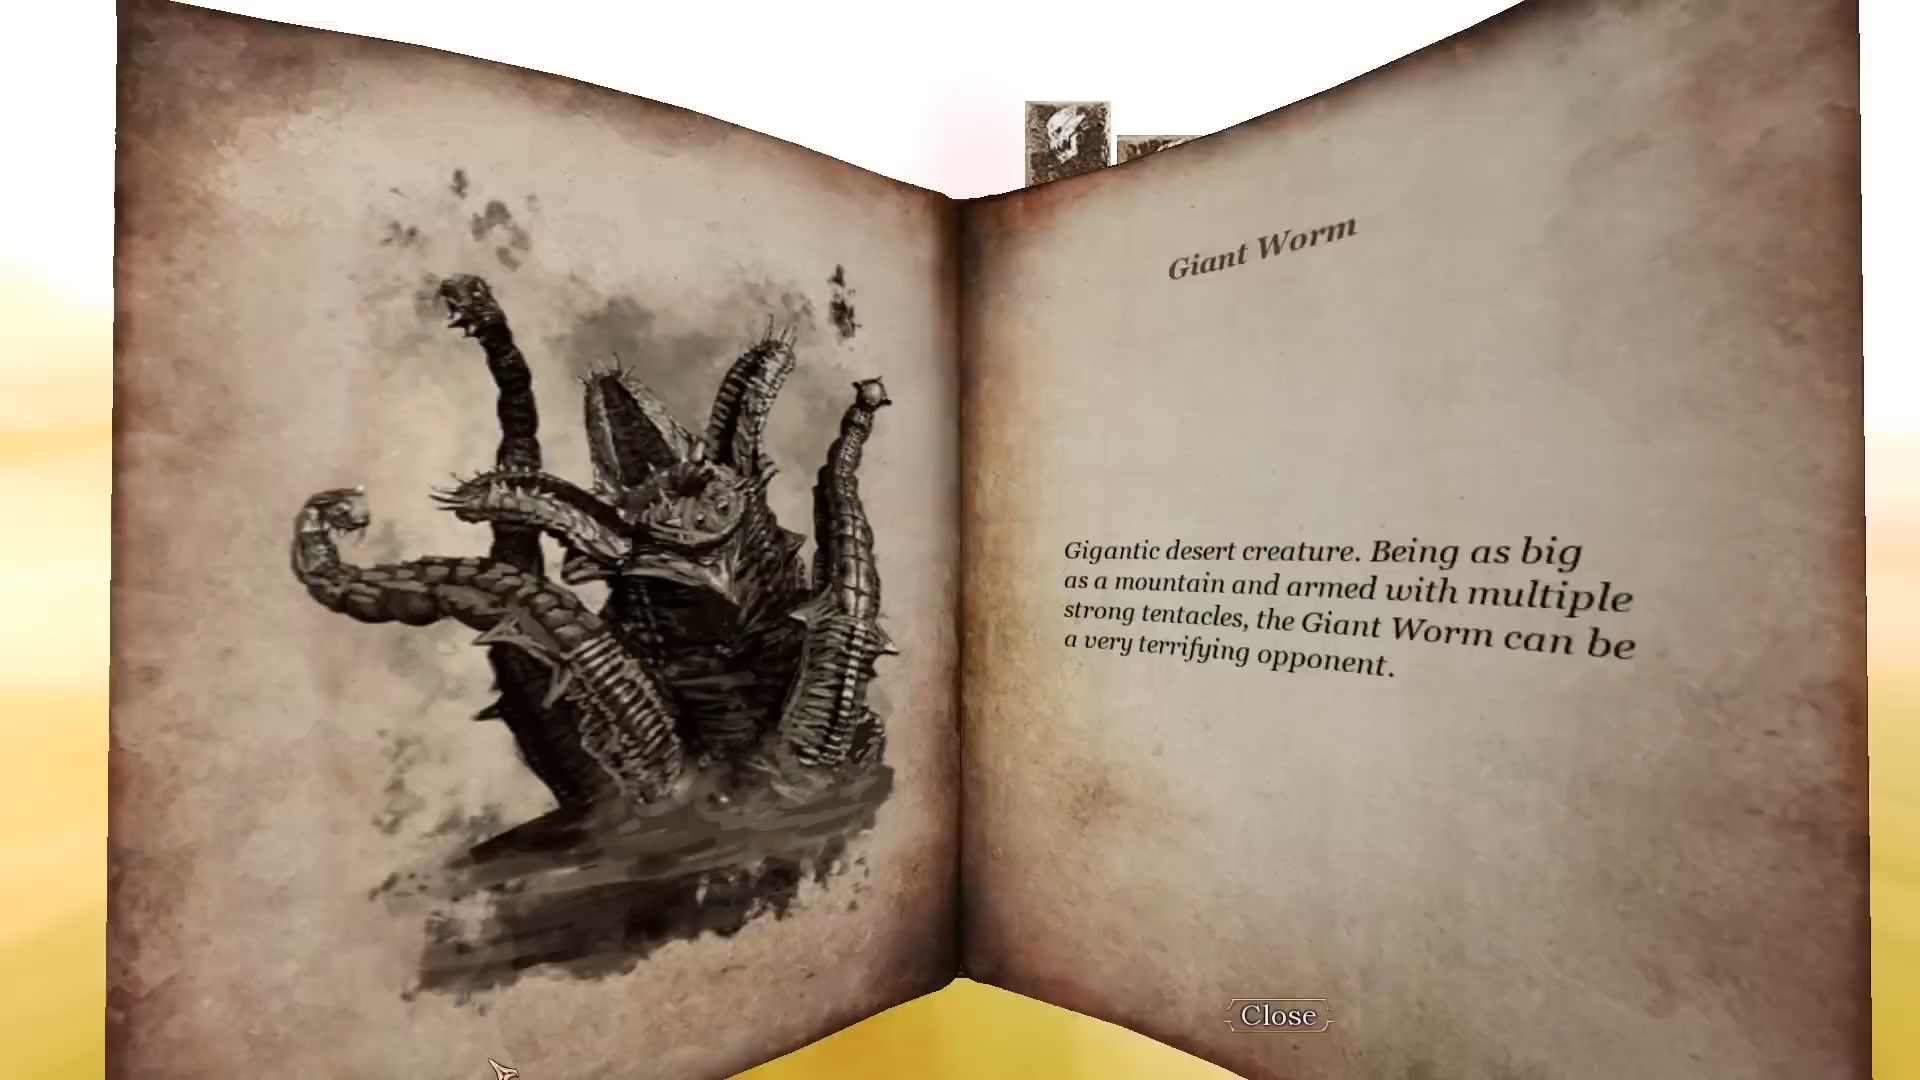 Giant Worm
Gigantic desert creature. Being as big
as a mountain and armed with multiple
strong tentacles, the Giant Worm can be
a very terrifying opponent.
Close